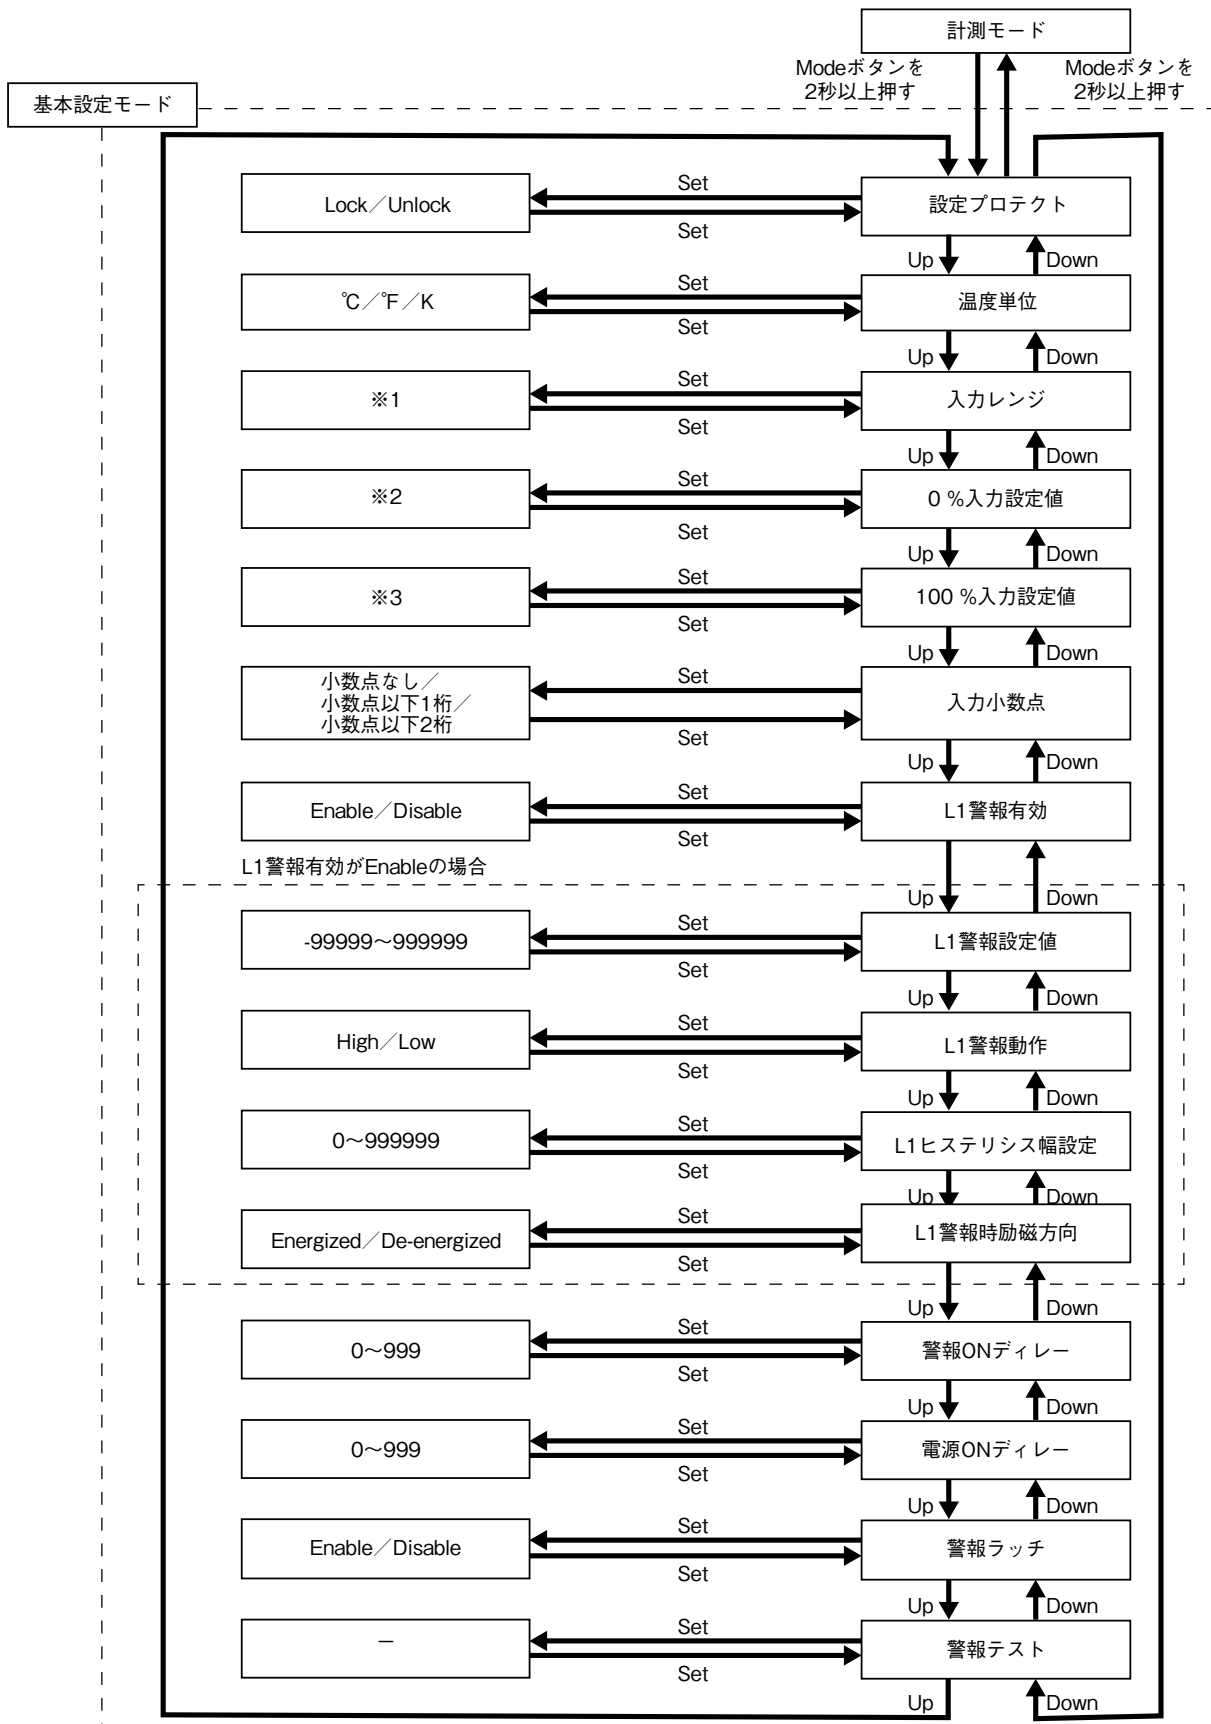 計測モード
Modeボタンを
2秒以上押す
Modeボタンを
2秒以上押す
基本設定モード
Lock／Unlock
Set
Set
設定プロテクト
Up
Down
℃／℉／K
Set
Set
温度単位
Up
Down
※1
Set
Set
入力レンジ
Up
Down
※2
Set
Set
0 %入力設定値
Up
Down
※3
Set
Set
100 %入力設定値
Up
Down
小数点なし／
小数点以下1桁／
小数点以下2桁
Set
Set
入力小数点
Up
Down
Enable／Disable
Set
Set
L1警報有効
L1警報有効がEnableの場合
Up
Down
-99999～999999
Set
Set
L1警報設定値
Up
Down
High／Low
Set
Set
L1警報動作
Up
Down
0～999999
Set
Set
L1ヒステリシス幅設定
Up
Down
Energized／De-energized
Set
Set
L1警報時励磁方向
Up
Down
0～999
Set
Set
警報ONディレー
Up
Down
0～999
Set
Set
電源ONディレー
Up
Down
Enable／Disable
Set
Set
警報ラッチ
Up
Down
－
Set
Set
警報テスト
Up
Down